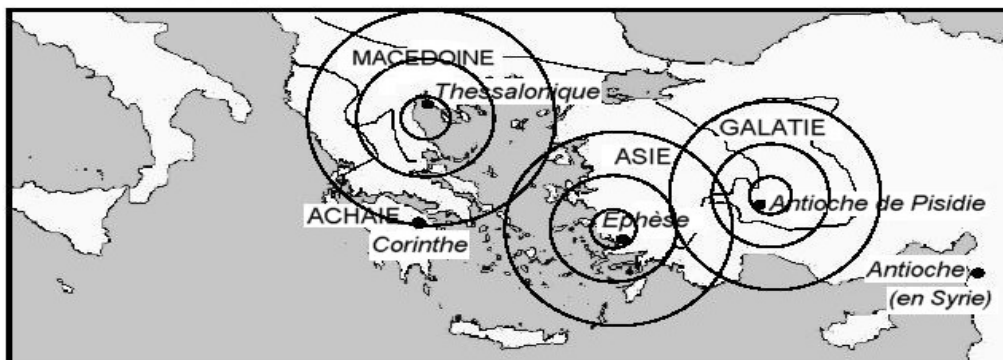 MACEDOINE
Thessalonique
GALATIE
ASIE
Antioche de Pisidie
ACHAIE
Ephèse
Corinthe
Antioche
(en Syrie)